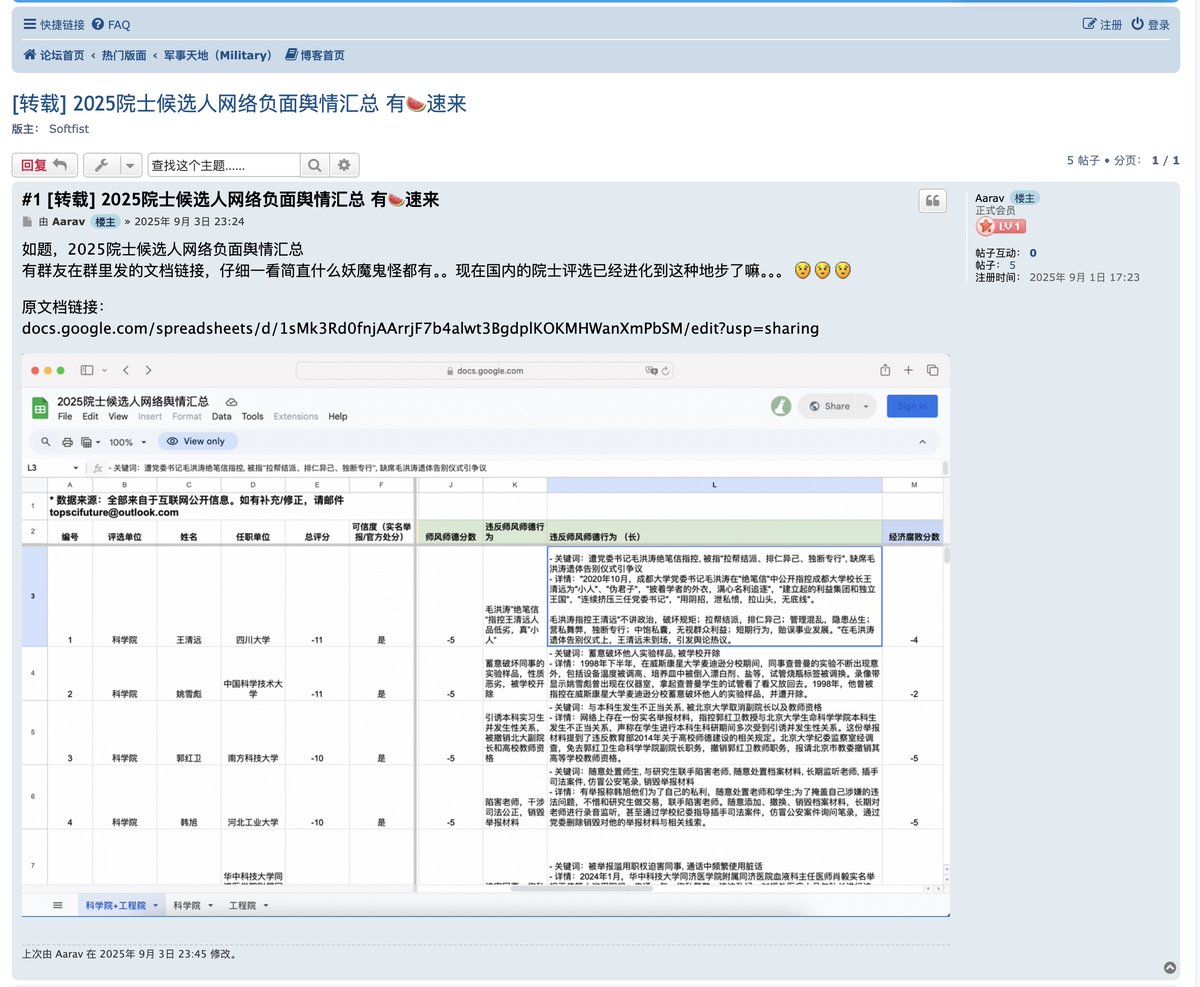 快捷链接 FAQ
注册 登录
论坛首页 ‹ 热门版面 ‹ 军事天地（Military） 博客首页
[转载] 2025院士候选人网络负面舆情汇总 有🍉速来
版主： Softfist
回复
查找这个主题......
5 帖子 • 分页： 1 / 1
#1 [转载] 2025院士候选人网络负面舆情汇总 有🍉速来
由 Aarav 楼主 » 2025年 9月 3日 23:24
Aarav 楼主
正式会员
LV 1
帖子互动： 0
帖子： 5
注册时间： 2025年 9月 1日 17:23
如题，2025院士候选人网络负面舆情汇总
有群友在群里发的文档链接，仔细一看简直什么妖魔鬼怪都有。。现在国内的院士评选已经进化到这种地步了嘛。。。 😢😢😢
原文档链接：
docs.google.com/spreadsheets/d/1sMk3Rd0fnjAArrjF7b4alwt3BgdplKOKMHWanXmPbSM/edit?usp=sharing
docs.google.com
2025院士候选人网络舆情汇总
File Edit View Insert Format Data Tools Extensions Help
Share
Sign in
100%
View only
L3
fx - 关键词：遭党委书记毛洪涛绝笔信指控, 被指"拉帮结派、排仁异己、独断专行", 缺席毛洪涛遗体告别仪式引争议
A B C D E F J K L M
1
* 数据来源：全部来自于互联网公开信息。如有补充/修正，请邮件
topscifuture@outlook.com
2
编号 评选单位 姓名 任职单位 总评分 可信度（实名举报/官方处分） 师风师德分数 违反师风师德行为 违反师风师德行为 （长） 经济腐败分数
3
1 科学院 王清远 四川大学 -11 是 -5
毛洪涛"绝笔信
"指控王清远人
品低劣，真"小
人"
- 关键词：遭党委书记毛洪涛绝笔信指控, 被指"拉帮结派、排仁异己、独断专行", 缺席毛
洪涛遗体告别仪式引争议
- 详情："2020年10月，成都大学党委书记毛洪涛在"绝笔信"中公开指控成都大学校长王
清远为"小人"、"伪君子"，"披着学者的外衣，满心名利追逐"，"建立起的利益集团和独立
王国"，"连续挤压三任党委书记"，"用阴招，泄私愤，拉山头，无底线"。
毛洪涛指控王清远"不讲政治，破坏规矩；拉帮结派，排仁异己；管理混乱，隐患丛生；
营私舞弊，独断专行；中饱私囊，无视群众利益；短期行为，贻误事业发展。"在毛洪涛
遗体告别仪式上，王清远未到场，引发舆论热议。
-4
4
2 科学院 姚雪彪 中国科学技术大学 -11 是 -5
蓄意破坏同事的
实验样品，性质
恶劣，被学校开
除
- 关键词：蓄意破坏他人实验样品, 被学校开除
- 详情：1998年下半年，在威斯康星大学麦迪逊分校期间，同事查普曼的实验不断出现意
外，包括设备温度被调高、培养皿中被倒入漂白剂、盐等，试管烧瓶标签被调换。录像带
显示姚雪彪曾出现在仪器室，拿起查普曼学生的试管看了看又放回去。1998年，他曾被
指控在威斯康星大学麦迪逊分校蓄意破坏他人的实验样品，并遭开除。
-2
5
3 科学院 郭红卫 南方科技大学 -10 是 -5
引诱本科实习生
并发生性关系，
被撤销北大副院
长和高校教师资
格
- 关键词：与本科生发生不正当关系, 被北京大学取消副院长以及教师资格
- 详情：网络上存在一份实名举报材料，指控郭红卫教授与北京大学生命科学学院本科生
发生不正当关系，声称在学生进行本科生科研期间多次受到引诱并发生性关系。这份举报
材料提到了违反教育部2014年关于高校师德建设的相关规定。北京大学纪委监察室经调
查，免去郭红卫生命科学学院副院长职务，撤销郭红卫教师职务，报请北京市教委撤销其
高等学校教师资格。
-5
6
4 科学院 韩旭 河北工业大学 -10 是 -5
陷害老师，干涉
司法公正，销毁
举报材料
- 关键词：随意处置师生, 与研究生联手陷害老师, 随意处置档案材料, 长期监听老师, 插手
司法案件, 仿冒公安笔录, 销毁举报材料
- 详情：有举报称韩旭他们为了自己的私利，随意处置老师和学生;为了掩盖自己涉嫌的违
法问题，不惜和研究生做交易，联手陷害老师。随意添加、撤换、销毁档案材料，长期对
老师进行录音监听，甚至通过学校纪委指导插手司法案件，仿冒公安案件询问笔录，通过
党委删除销毁对他的举报材料与相关线索。
-5
7
华中科技大学同
- 关键词：被举报滥用职权迫害同事, 通话中频繁使用脏话
- 详情：2024年1月，华中科技大学同济医学院附属同济医院血液科主任医师肖毅实名举
科学院+工程院 科学院 工程院
上次由 Aarav 在 2025年 9月 3日 23:45 修改。